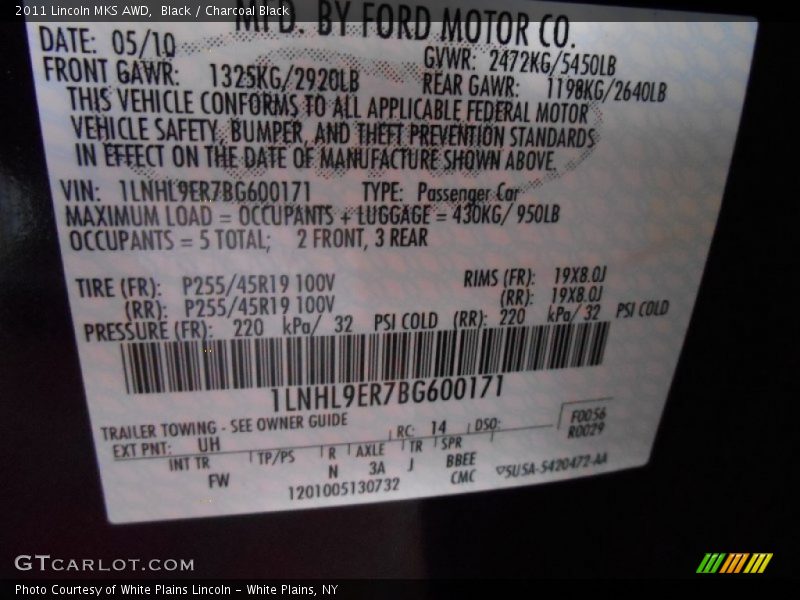 2011 Lincoln MKS AWD, Black / Charcoal Black
MFD. BY FORD MOTOR CO.
DATE: 05/10 GVWR: 2472KG/5450LB
FRONT GAWR: 1325KG/2920LB REAR GAWR: 1198KG/2640LB
THIS VEHICLE CONFORMS TO ALL APPLICABLE FEDERAL MOTOR
VEHICLE SAFETY, BUMPER, AND THEFT PREVENTION STANDARDS
IN EFFECT ON THE DATE OF MANUFACTURE SHOWN ABOVE.
VIN: 1LNHL9ER7BG600171 TYPE: Passenger Car
MAXIMUM LOAD = OCCUPANTS + LUGGAGE = 430KG/ 950LB
OCCUPANTS = 5 TOTAL; 2 FRONT, 3 REAR
TIRE (FR): P255/45R19 100V RIMS (FR): 19X8.0J
(RR): P255/45R19 100V (RR): 19X8.0J
PRESSURE (FR): 220 kPa/ 32 PSI COLD (RR): 220 kPa/ 32 PSI COLD
1LNHL9ER7BG600171
TRAILER TOWING - SEE OWNER GUIDE
EXT PNT: UH RC: 14 DSO: F0056
R0029
INT TR TP/PS R AXLE TR SPR
FW N 3A J BBEE
1201005130732 CMC ▽5USA-5420472-AA
GTCARLOT.COM
Photo Courtesy of White Plains Lincoln - White Plains, NY